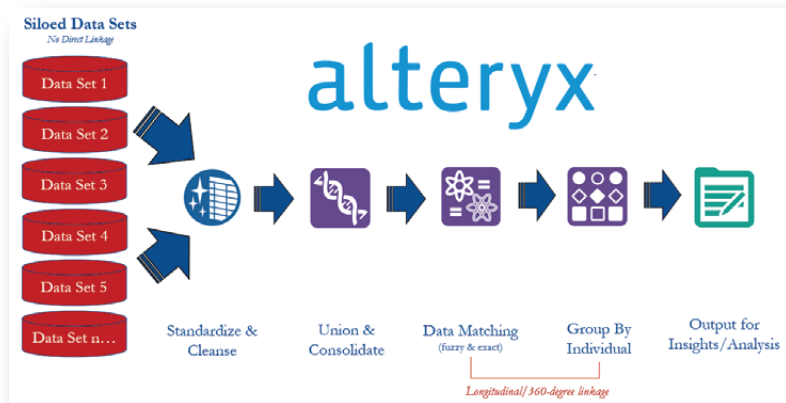 Siloed Data Sets
No Direct Linkage
alteryx
Data Set 1
Data Set 2
Data Set 3
Data Set 4
Data Set 5
Data Set n...
Standardize &
Cleanse
Union &
Consolidate
Data Matching
(fuzzy & exact)
Group By
Individual
Output for
Insights/Analysis
Longitudinal/360-degree linkage